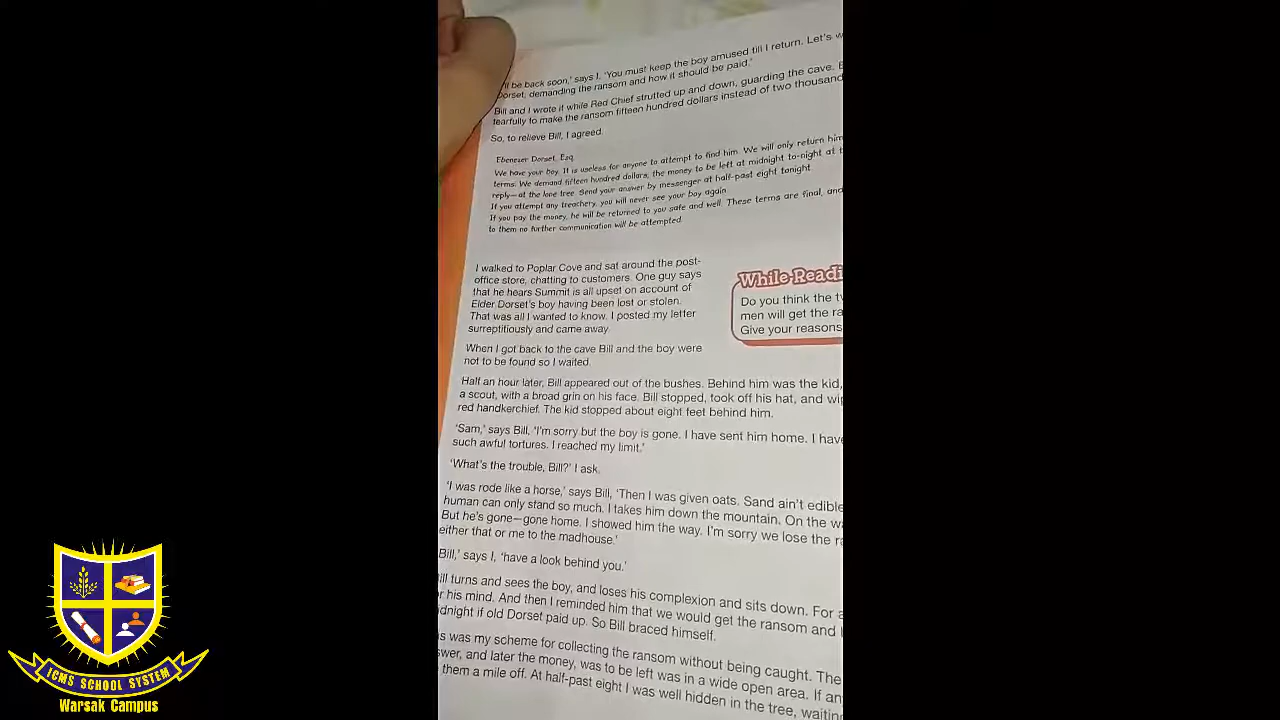 'll be back soon,' says I. 'You must keep the boy amused till I return. Let's
Dorset, demanding the ransom and how it should be paid.'
Bill and I wrote it while Red Chief strutted up and down, guarding the cave.
tearfully to make the ransom fifteen hundred dollars instead of two thousand
So, to relieve Bill, I agreed.
Ebenezer Dorset, Esq.
We have your boy. It is useless for anyone to attempt to find him. We will only return him
terms. We demand fifteen hundred dollars, the money to be left at midnight to-night at
reply—at the lone tree. Send your answer by messenger at half-past eight tonight.
If you attempt any treachery, you will never see your boy again.
If you pay the money, he will be returned to you safe and well. These terms are final, and
to them no further communication will be attempted.
I walked to Poplar Cove and sat around the post-
office store, chatting to customers. One guy says
that he hears Summit is all upset on account of
Elder Dorset's boy having been lost or stolen.
That was all I wanted to know. I posted my letter
surreptitiously and came away.
While Readi
Do you think the tw
men will get the ra
Give your reasons
When I got back to the cave Bill and the boy were
not to be found so I waited.
Half an hour later, Bill appeared out of the bushes. Behind him was the kid,
a scout, with a broad grin on his face. Bill stopped, took off his hat, and wi
red handkerchief. The kid stopped about eight feet behind him.
'Sam,' says Bill, 'I'm sorry but the boy is gone. I have sent him home. I have
such awful tortures. I reached my limit.'
'What's the trouble, Bill?' I ask.
'I was rode like a horse,' says Bill, 'Then I was given oats. Sand ain't edible
human can only stand so much. I takes him down the mountain. On the w
But he's gone—gone home. I showed him the way. I'm sorry we lose the r
either that or me to the madhouse.'
Bill,' says I, 'have a look behind you.'
ill turns and sees the boy, and loses his complexion and sits down. For a
r his mind. And then I reminded him that we would get the ransom and
idnight if old Dorset paid up. So Bill braced himself.
s was my scheme for collecting the ransom without being caught. The
swer, and later the money, was to be left was in a wide open area. If an
them a mile off. At half-past eight I was well hidden in the tree, waitin
ICMS SCHOOL SYSTEM
Warsak Campus